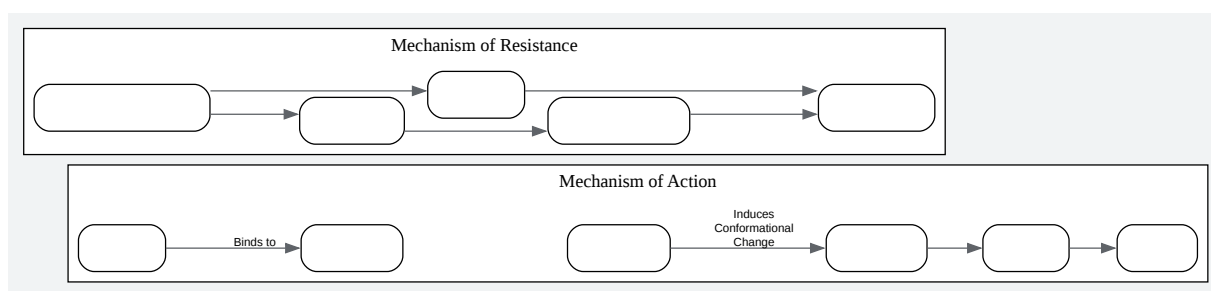 Mechanism of Resistance
Mechanism of Action
Binds to
Induces
Conformational
Change